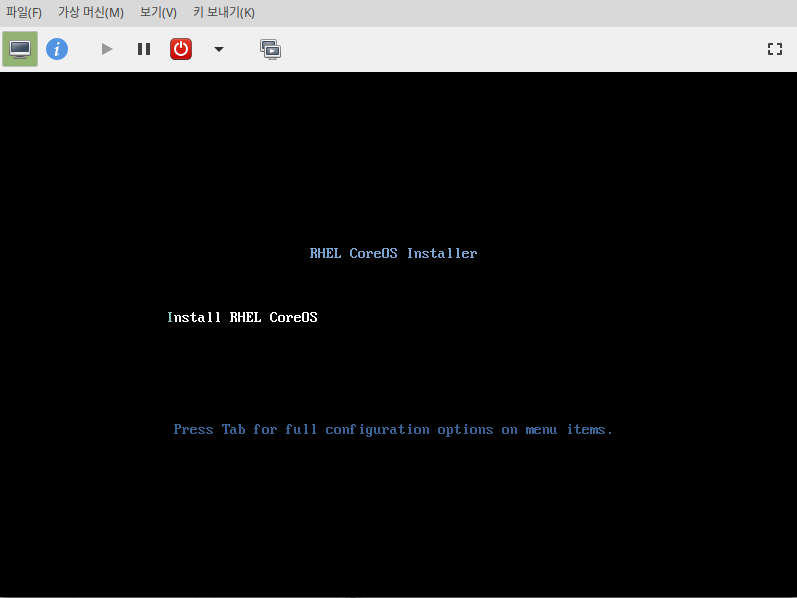 파일(F) 가상 머신(M) 보기(V) 키 보내기(K)
RHEL CoreOS Installer
Install RHEL CoreOS
Press Tab for full configuration options on menu items.